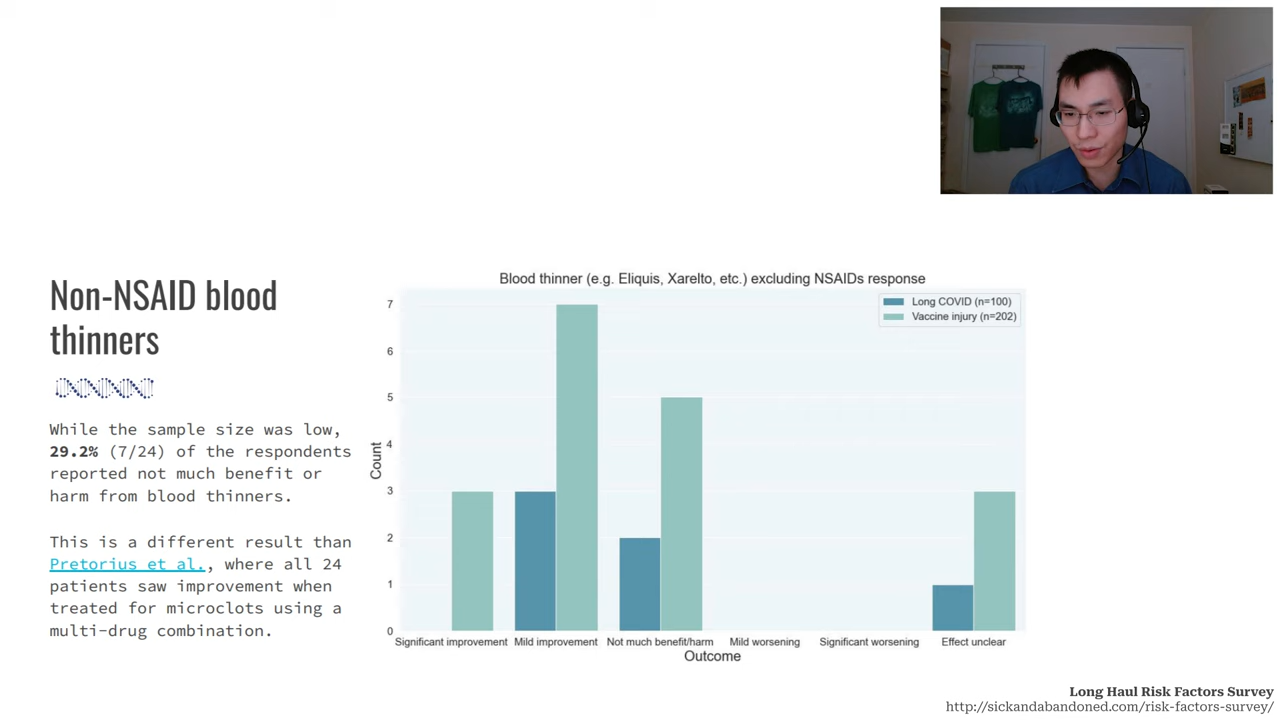 Non-NSAID blood
thinners
While the sample size was low,
29.2% (7/24) of the respondents
reported not much benefit or
harm from blood thinners.
This is a different result than
Pretorius et al., where all 24
patients saw improvement when
treated for microclots using a
multi-drug combination.
Blood thinner (e.g. Eliquis, Xarelto, etc.) excluding NSAIDs response
Long COVID (n=100)
Vaccine injury (n=202)
Count
7
6
5
4
3
2
1
0
Significant improvement Mild improvement Not much benefit/harm Mild worsening Significant worsening Effect unclear
Outcome
Long Haul Risk Factors Survey
http://sickandabandoned.com/risk-factors-survey/